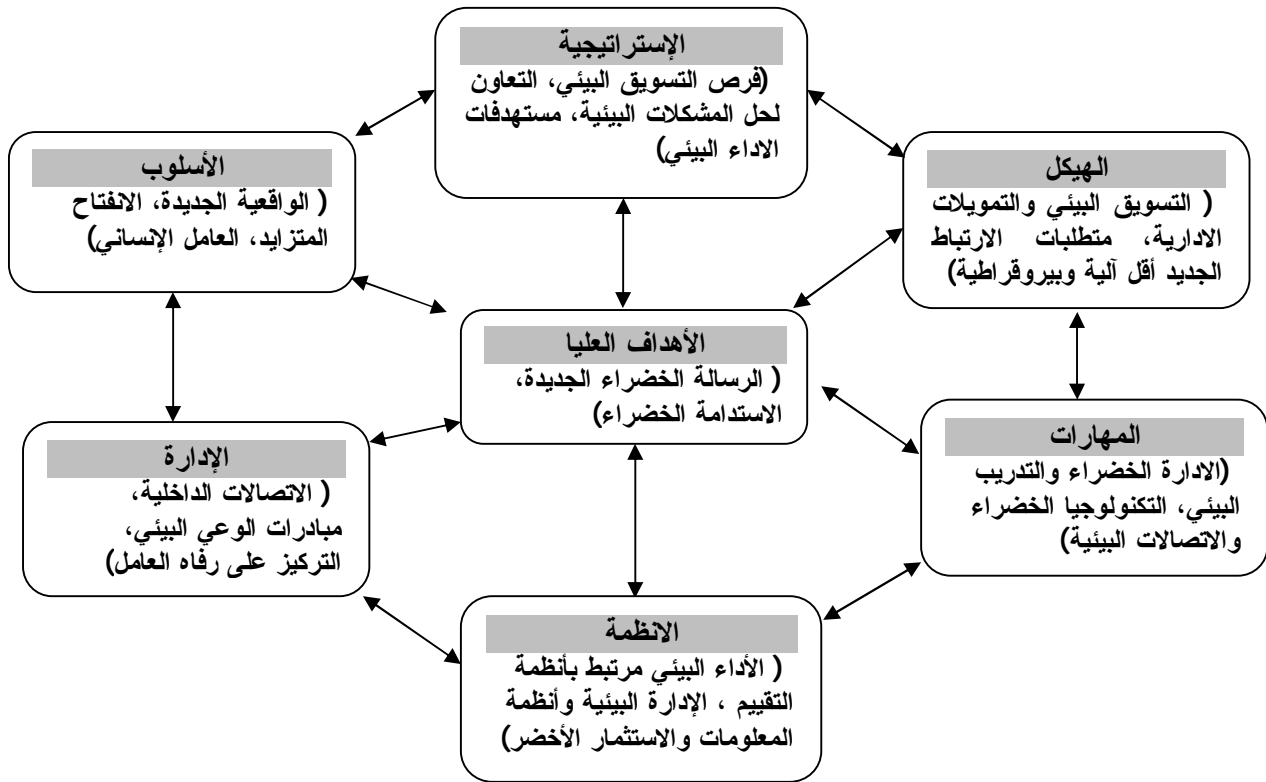 الإستراتيجية
(فرص التسويق البيئي، التعاون
لحل المشكلات البيئية، مستهدفات
الاداء البيئي)
الهيكل
( التسويق البيئي والتمويلات
الادارية، متطلبات الارتباط
الجديد أقل آلية وبيروقراطية)
الأسلوب
( الواقعية الجديدة، الانفتاح
المتزايد، العامل الإنساني)
الأهداف العليا
( الرسالة الخضراء الجديدة،
الاستدامة الخضراء)
المهارات
(الادارة الخضراء والتدريب
البيئي، التكنولوجيا الخضراء
والاتصالات البيئية)
الإدارة
( الاتصالات الداخلية،
مبادرات الوعي البيئي،
التركيز على رفاه العامل)
الانظمة
( الأداء البيئي مرتبط بأنظمة
التقييم ، الإدارة البيئية وأنظمة
المعلومات والاستثمار الأخضر)